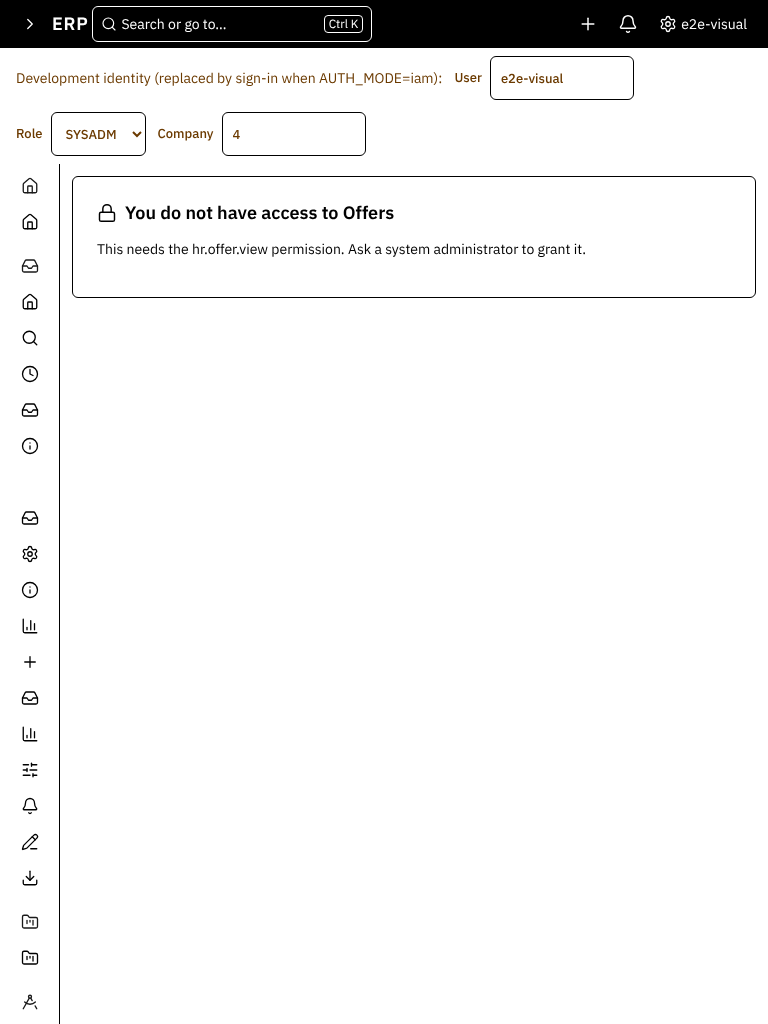 ERP Search or go to... Ctrl K e2e-visual
Development identity (replaced by sign-in when AUTH_MODE=iam): User e2e-visual
Role SYSADM Company 4
You do not have access to Offers
This needs the hr.offer.view permission. Ask a system administrator to grant it.